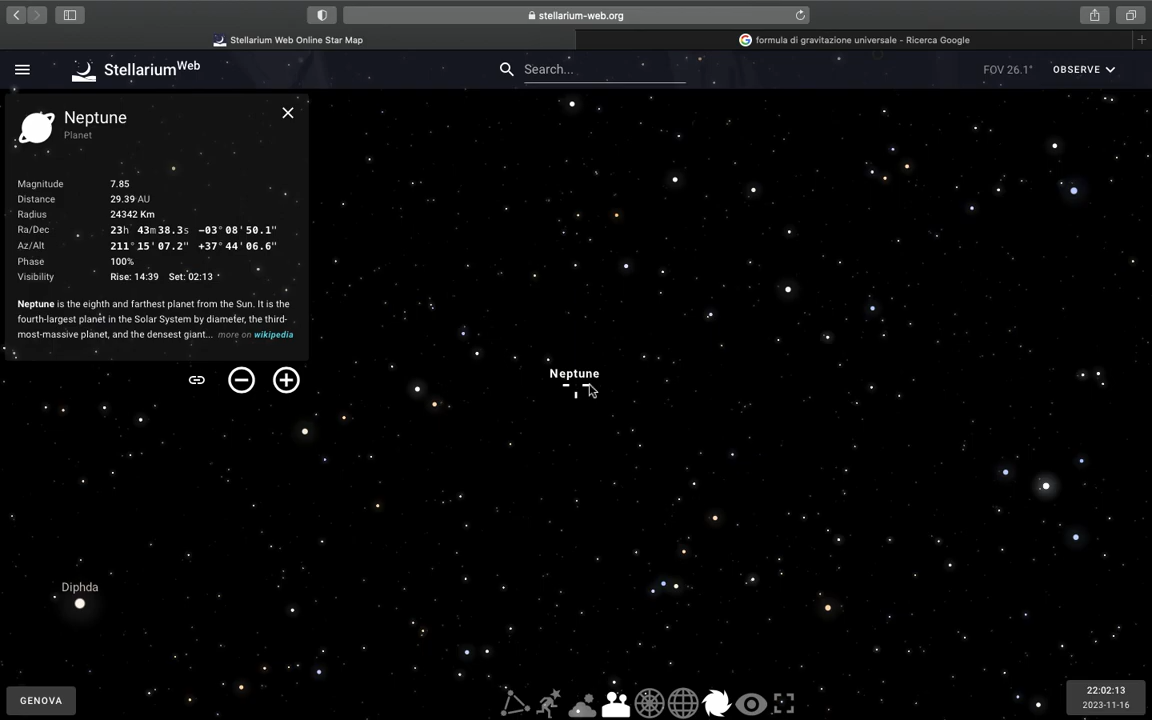 stellarium-web.org
Stellarium Web Online Star Map
formula di gravitazione universale - Ricerca Google
StellariumWeb
Search...
FOV 26.1°
OBSERVE
Neptune
Planet
Magnitude 7.85
Distance 29.39 AU
Radius 24342 Km
Ra/Dec 23h 43m38.3s -03°08'50.1"
Az/Alt 211°15'07.2" +37°44'06.6"
Phase 100%
Visibility Rise: 14:39 Set: 02:13
Neptune is the eighth and farthest planet from the Sun. It is the
fourth-largest planet in the Solar System by diameter, the third-
most-massive planet, and the densest giant... more on wikipedia
Neptune
Diphda
GENOVA
22:02:13
2023-11-16